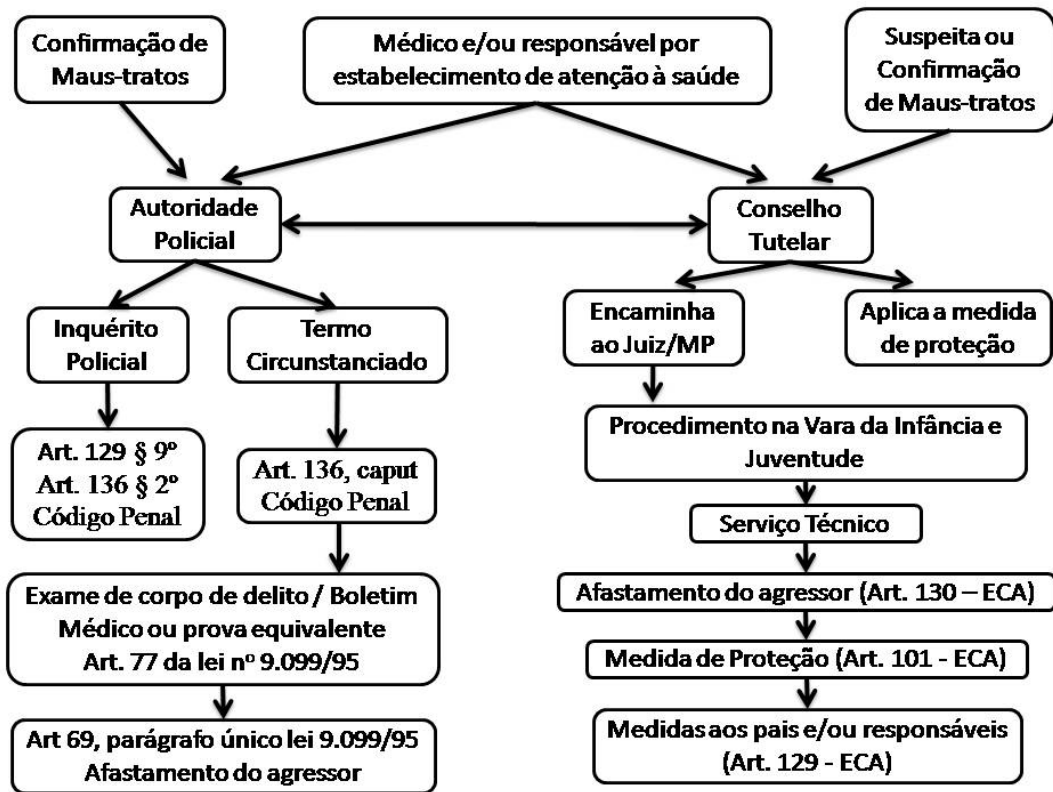 Confirmação de
Maus-tratos
Médico e/ou responsável por
estabelecimento de atenção à saúde
Suspeita ou
Confirmação
de Maus-tratos
Autoridade
Policial
Conselho
Tutelar
Inquérito
Policial
Termo
Circunstanciado
Encaminha
ao Juiz/MP
Aplica a medida
de proteção
Art. 129 § 9º
Art. 136 § 2º
Código Penal
Art. 136, caput
Código Penal
Procedimento na Vara da Infância e
Juventude
Serviço Técnico
Exame de corpo de delito / Boletim
Médico ou prova equivalente
Art. 77 da lei nº 9.099/95
Afastamento do agressor (Art. 130 – ECA)
Medida de Proteção (Art. 101 - ECA)
Art 69, parágrafo único lei 9.099/95
Afastamento do agressor
Medidas aos pais e/ou responsáveis
(Art. 129 - ECA)